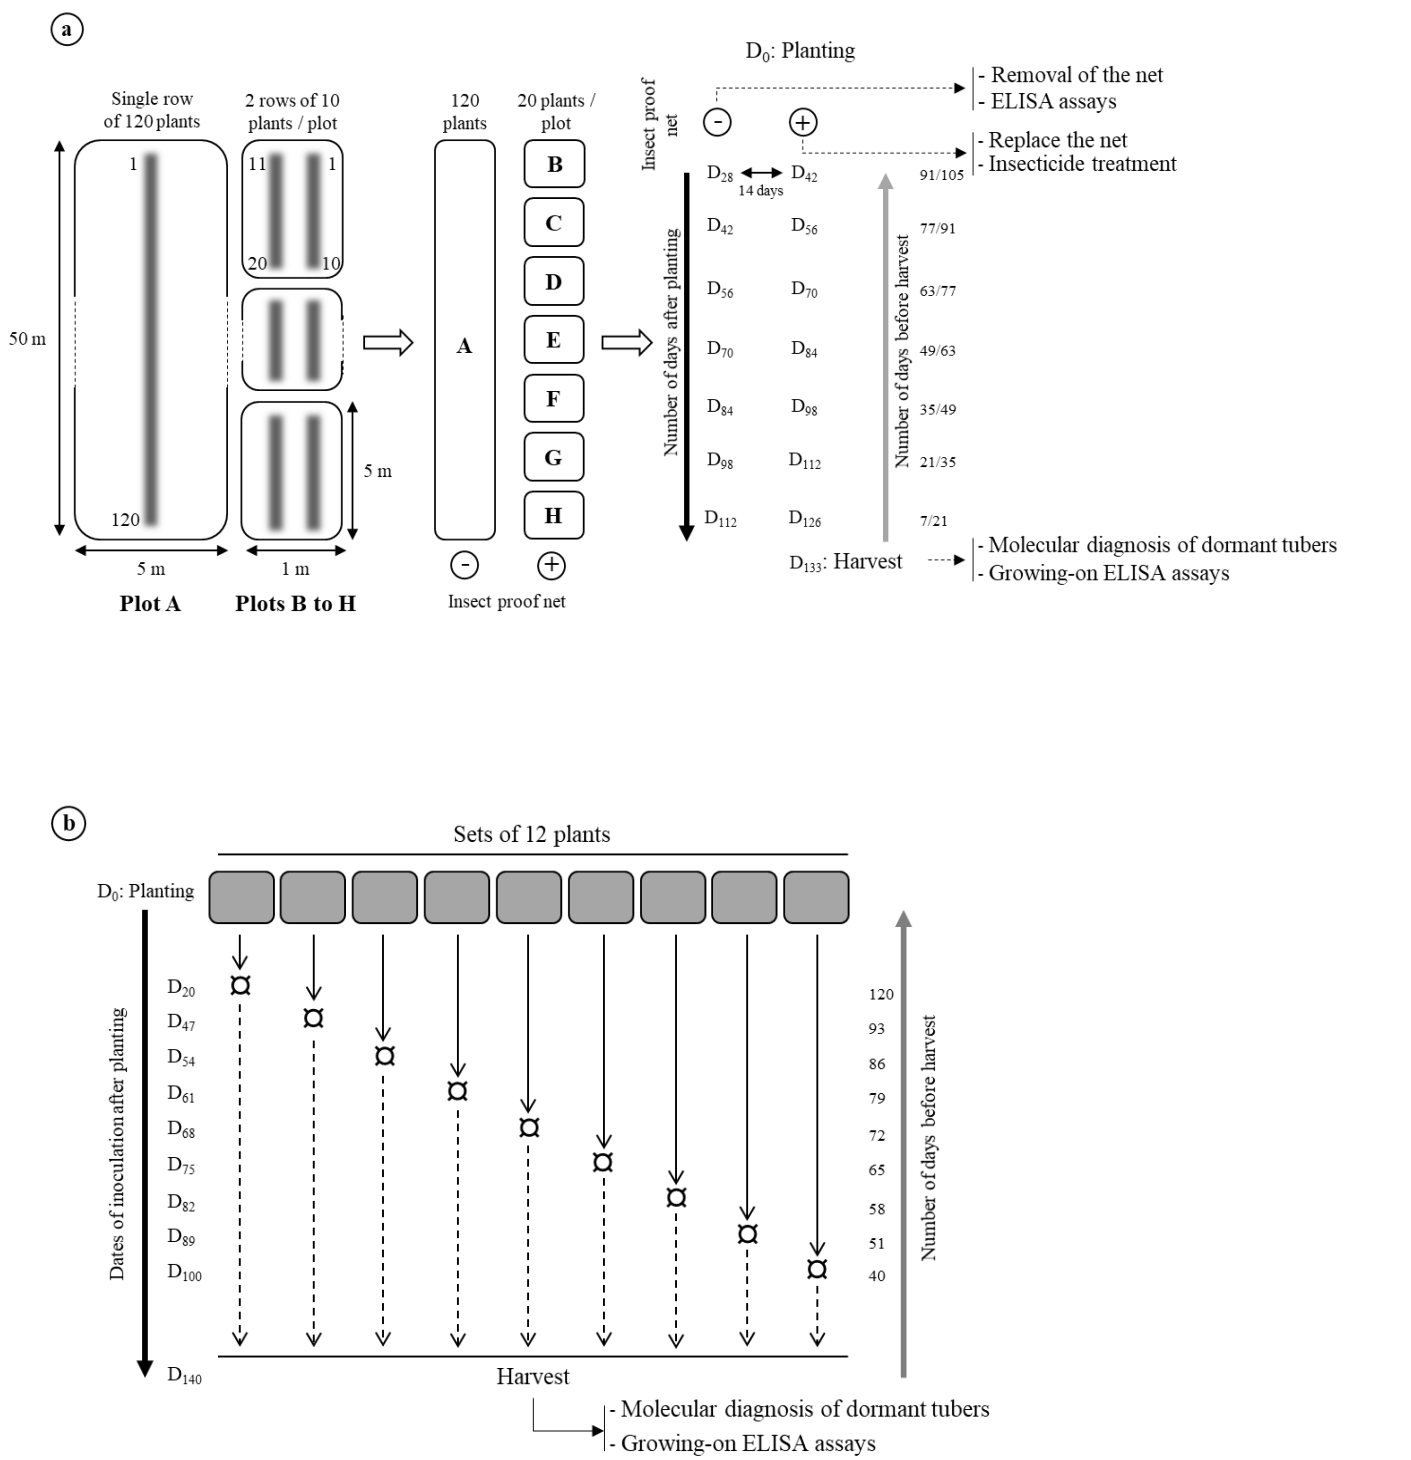 a
Single row
of 120 plants
2 rows of 10
plants / plot
120
plants
20 plants /
plot
1
120
11
1
20
10
50 m
5 m
5 m
1 m
Plot A
Plots B to H
A
B
C
D
E
F
G
H
-
+
Insect proof net
D0: Planting
Insect proof
net
-
+
- Removal of the net
- ELISA assays
- Replace the net
- Insecticide treatment
Number of days after planting
Number of days before harvest
D28
14 days
D42
91/105
D42
D56
77/91
D56
D70
63/77
D70
D84
49/63
D84
D98
35/49
D98
D112
21/35
D112
D126
7/21
D133: Harvest
- Molecular diagnosis of dormant tubers
- Growing-on ELISA assays
b
Sets of 12 plants
D0: Planting
Dates of inoculation after planting
Number of days before harvest
D20
120
D47
93
D54
86
D61
79
D68
72
D75
65
D82
58
D89
51
D100
40
D140
Harvest
- Molecular diagnosis of dormant tubers
- Growing-on ELISA assays